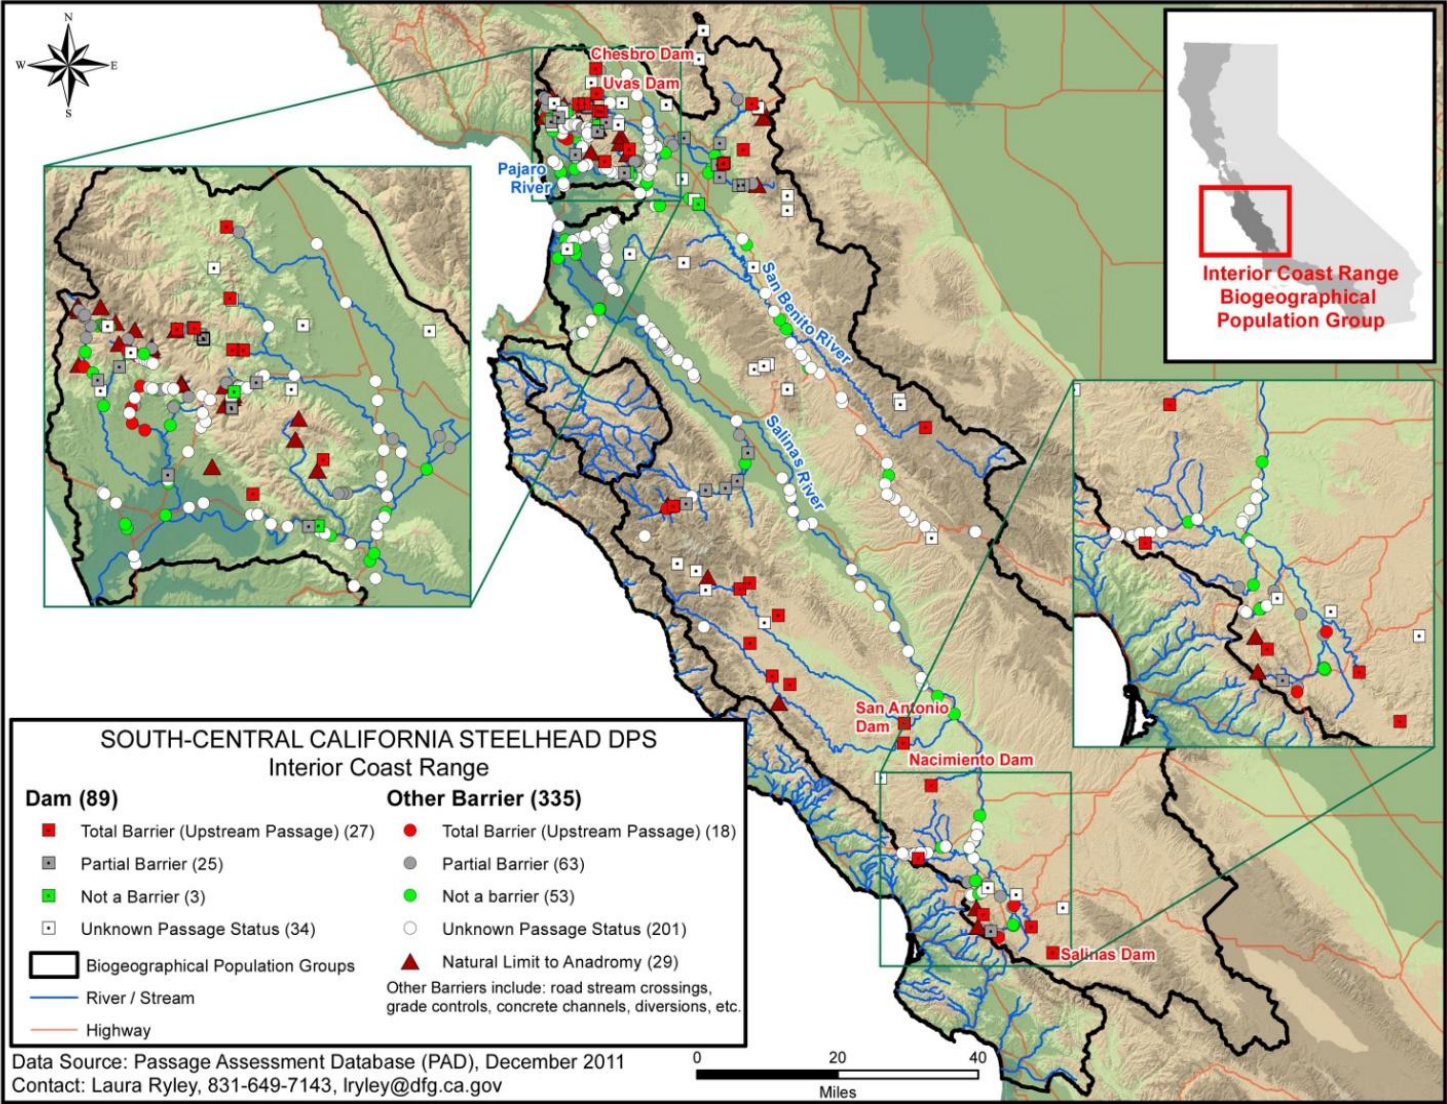 N
W
E
S
Chesbro Dam
Uvas Dam
Pajaro
River
San Benito River
Salinas River
Interior Coast Range
Biogeographical
Population Group
San Antonio
Dam
Nacimiento Dam
Salinas Dam
SOUTH-CENTRAL CALIFORNIA STEELHEAD DPS
Interior Coast Range
Dam (89)
Total Barrier (Upstream Passage) (27)
Partial Barrier (25)
Not a Barrier (3)
Unknown Passage Status (34)
Biogeographical Population Groups
River / Stream
Highway
Other Barrier (335)
Total Barrier (Upstream Passage) (18)
Partial Barrier (63)
Not a barrier (53)
Unknown Passage Status (201)
Natural Limit to Anadromy (29)
Other Barriers include: road stream crossings,
grade controls, concrete channels, diversions, etc.
Data Source: Passage Assessment Database (PAD), December 2011
Contact: Laura Ryley, 831-649-7143, lryley@dfg.ca.gov
0 20 40
Miles